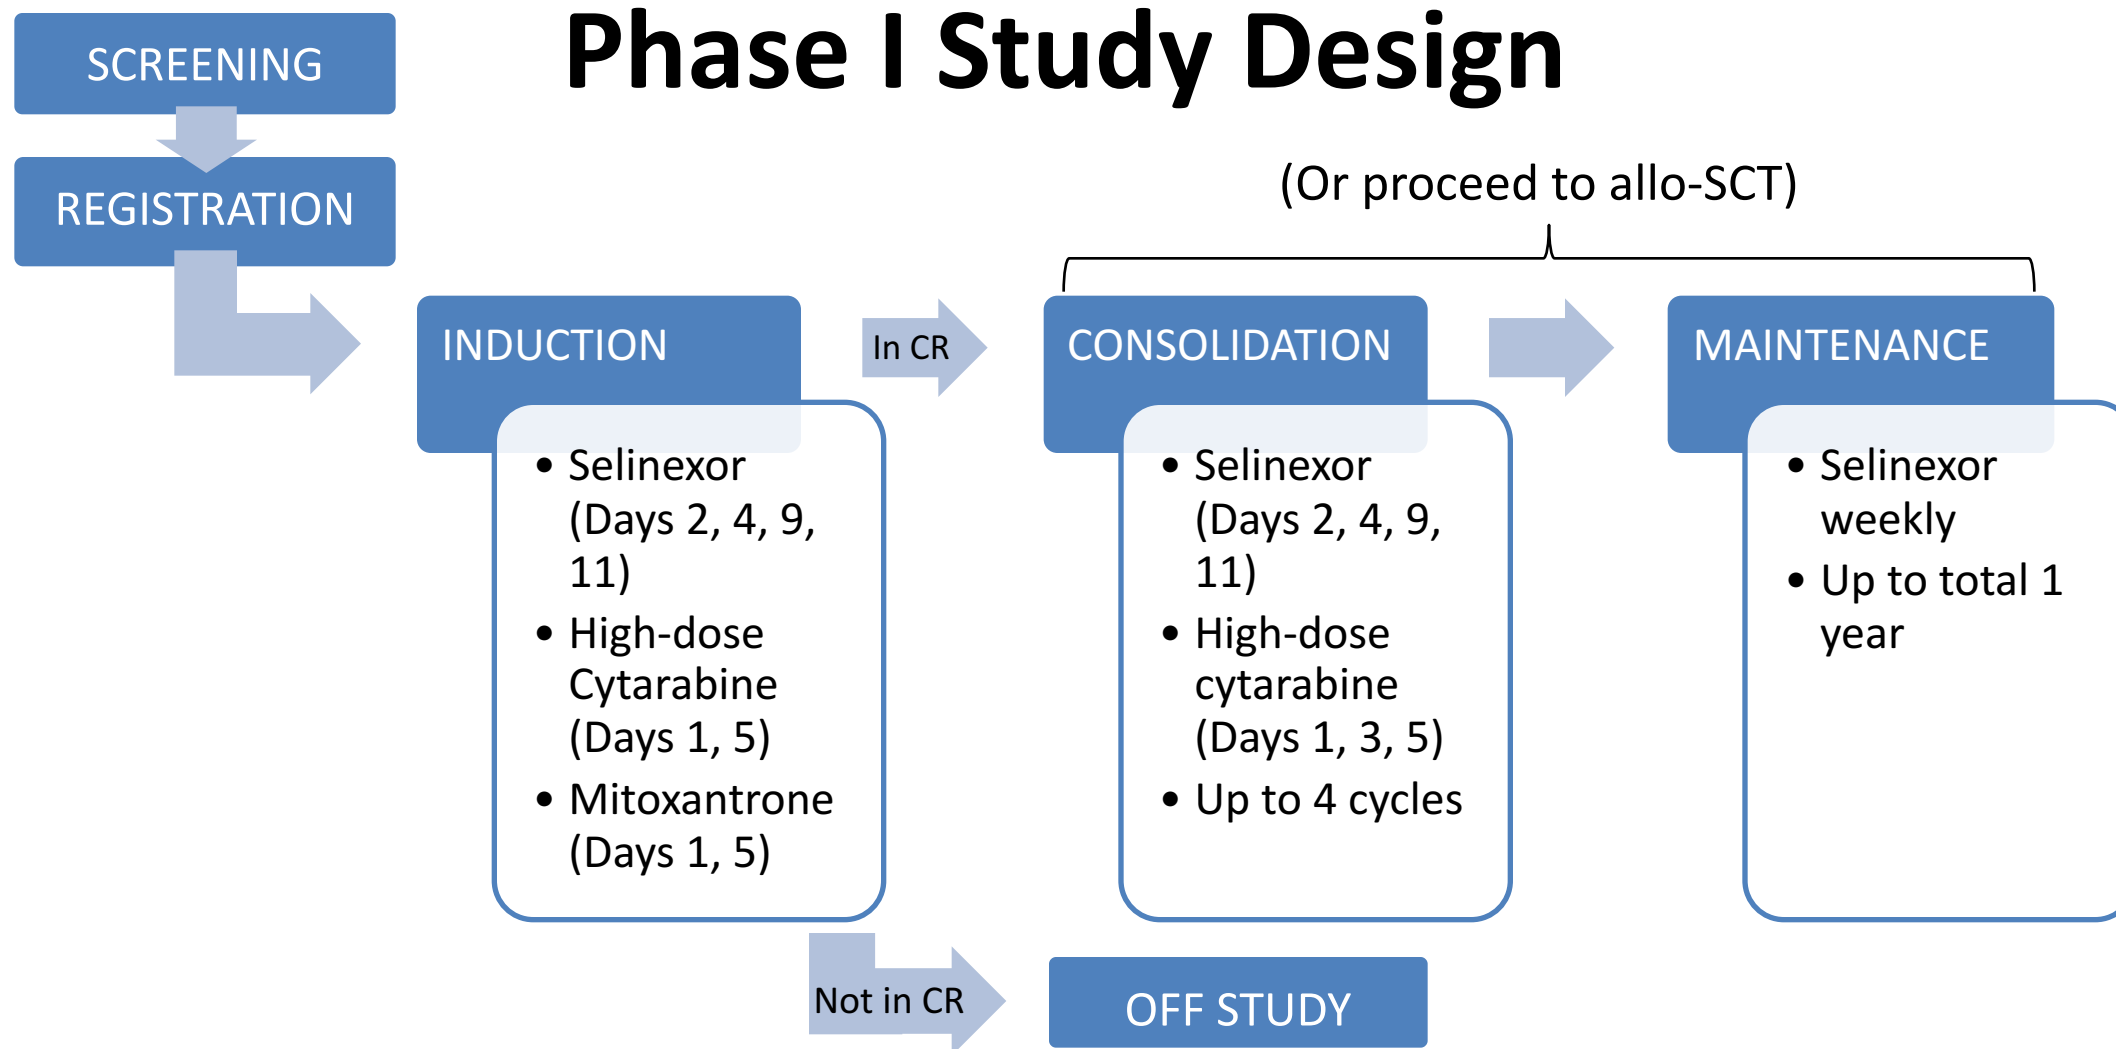 Phase I Study Design
SCREENING
REGISTRATION
(Or proceed to allo-SCT)
INDUCTION
• Selinexor
(Days 2, 4, 9,
11)
• High-dose
Cytarabine
(Days 1, 5)
• Mitoxantrone
(Days 1, 5)
In CR
CONSOLIDATION
• Selinexor
(Days 2, 4, 9,
11)
• High-dose
cytarabine
(Days 1, 3, 5)
• Up to 4 cycles
MAINTENANCE
• Selinexor
weekly
• Up to total 1
year
Not in CR
OFF STUDY